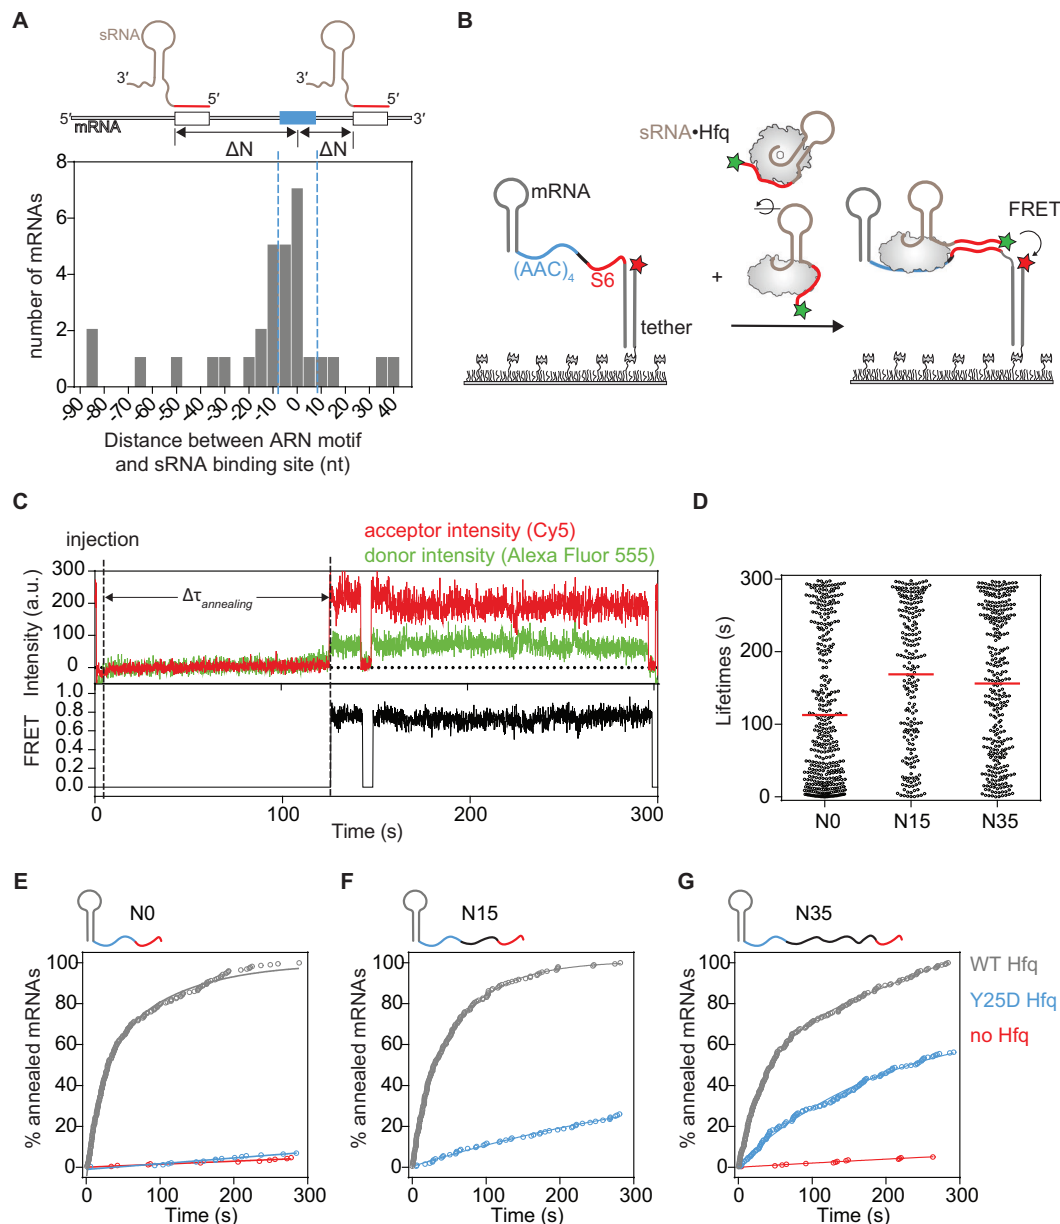 A
sRNA
3′
5′
3′
5′
5′
mRNA
3′
ΔN
ΔN
number of mRNAs
8
6
4
2
0
-90
-80
-70
-60
-50
-40
-30
-20
-10
0
10
20
30
40
Distance between ARN motif
and sRNA binding site (nt)
B
sRNA•Hfq
mRNA
(AAC)4
S6
+
tether
FRET
C
injection
acceptor intensity (Cy5)
donor intensity (Alexa Fluor 555)
Δτannealing
Intensity (a.u.)
300
200
100
0
FRET
1.0
0.8
0.6
0.4
0.2
0.0
0
100
200
300
Time (s)
D
Lifetimes (s)
300
200
100
0
N0
N15
N35
E
N0
% annealed mRNAs
100
80
60
40
20
0
0
100
200
300
Time (s)
F
N15
% annealed mRNAs
100
80
60
40
20
0
0
100
200
300
Time (s)
G
N35
% annealed mRNAs
100
80
60
40
20
0
0
100
200
300
Time (s)
WT Hfq
Y25D Hfq
no Hfq